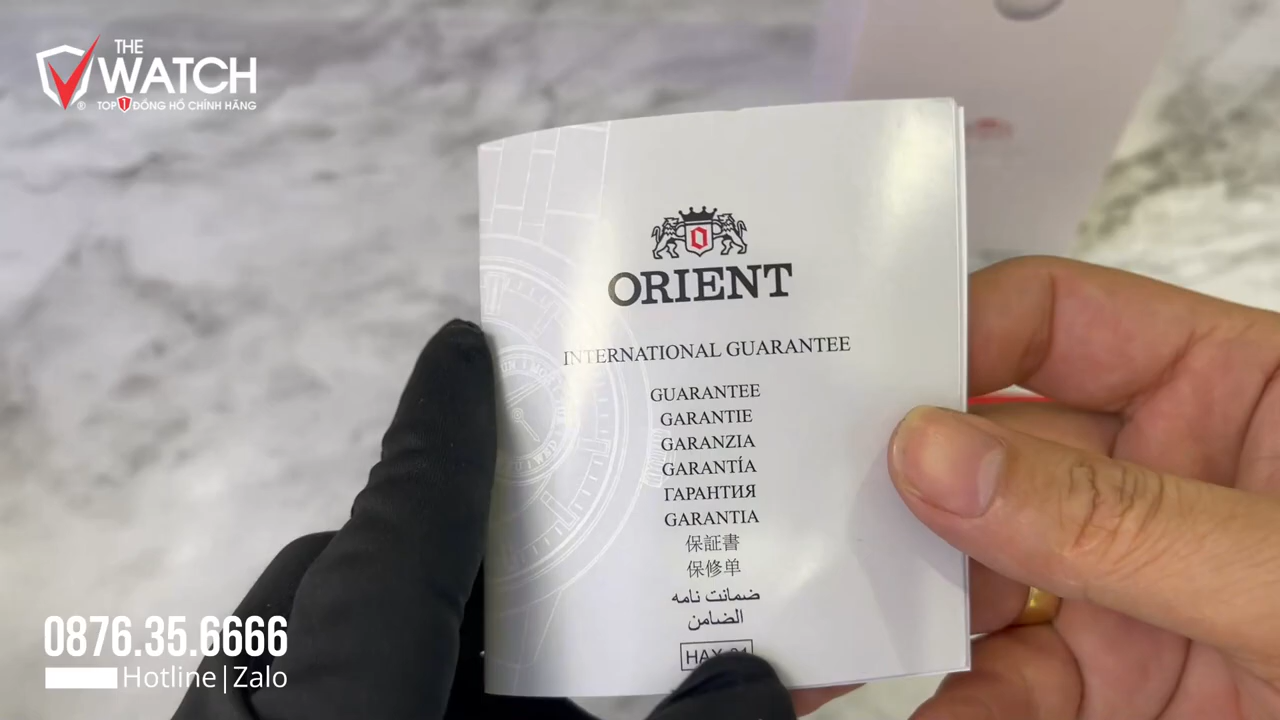 THE
WATCH
®
TOP 1 ĐỒNG HỒ CHÍNH HÃNG
ORIENT
INTERNATIONAL GUARANTEE
GUARANTEE
GARANTIE
GARANZIA
GARANTÍA
ГАРАНТИЯ
GARANTIA
保証書
保修单
ضمانت نامه
الضامن
0876.35.6666
Hotline|Zalo